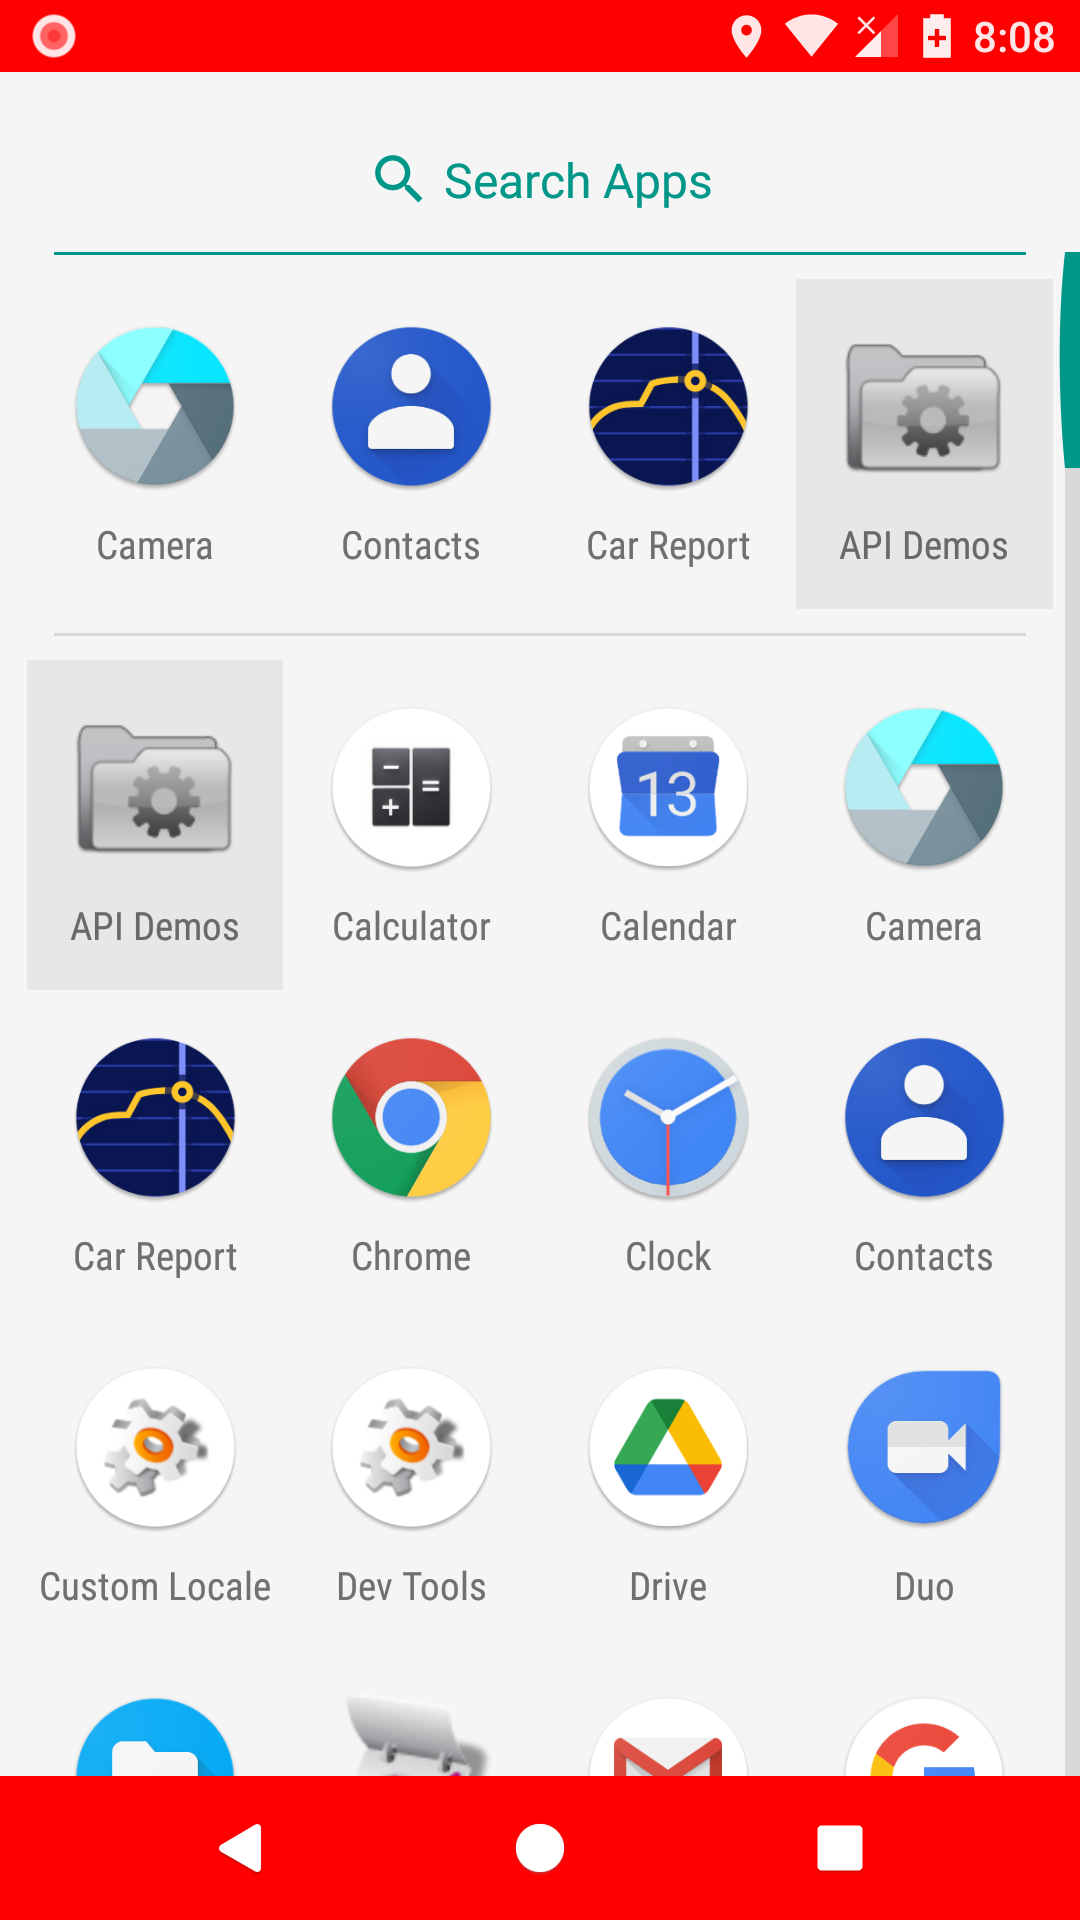 8:08
Search Apps
Camera
Contacts
Car Report
API Demos
API Demos
Calculator
13
Calendar
Camera
Car Report
Chrome
Clock
Contacts
Custom Locale
Dev Tools
Drive
Duo